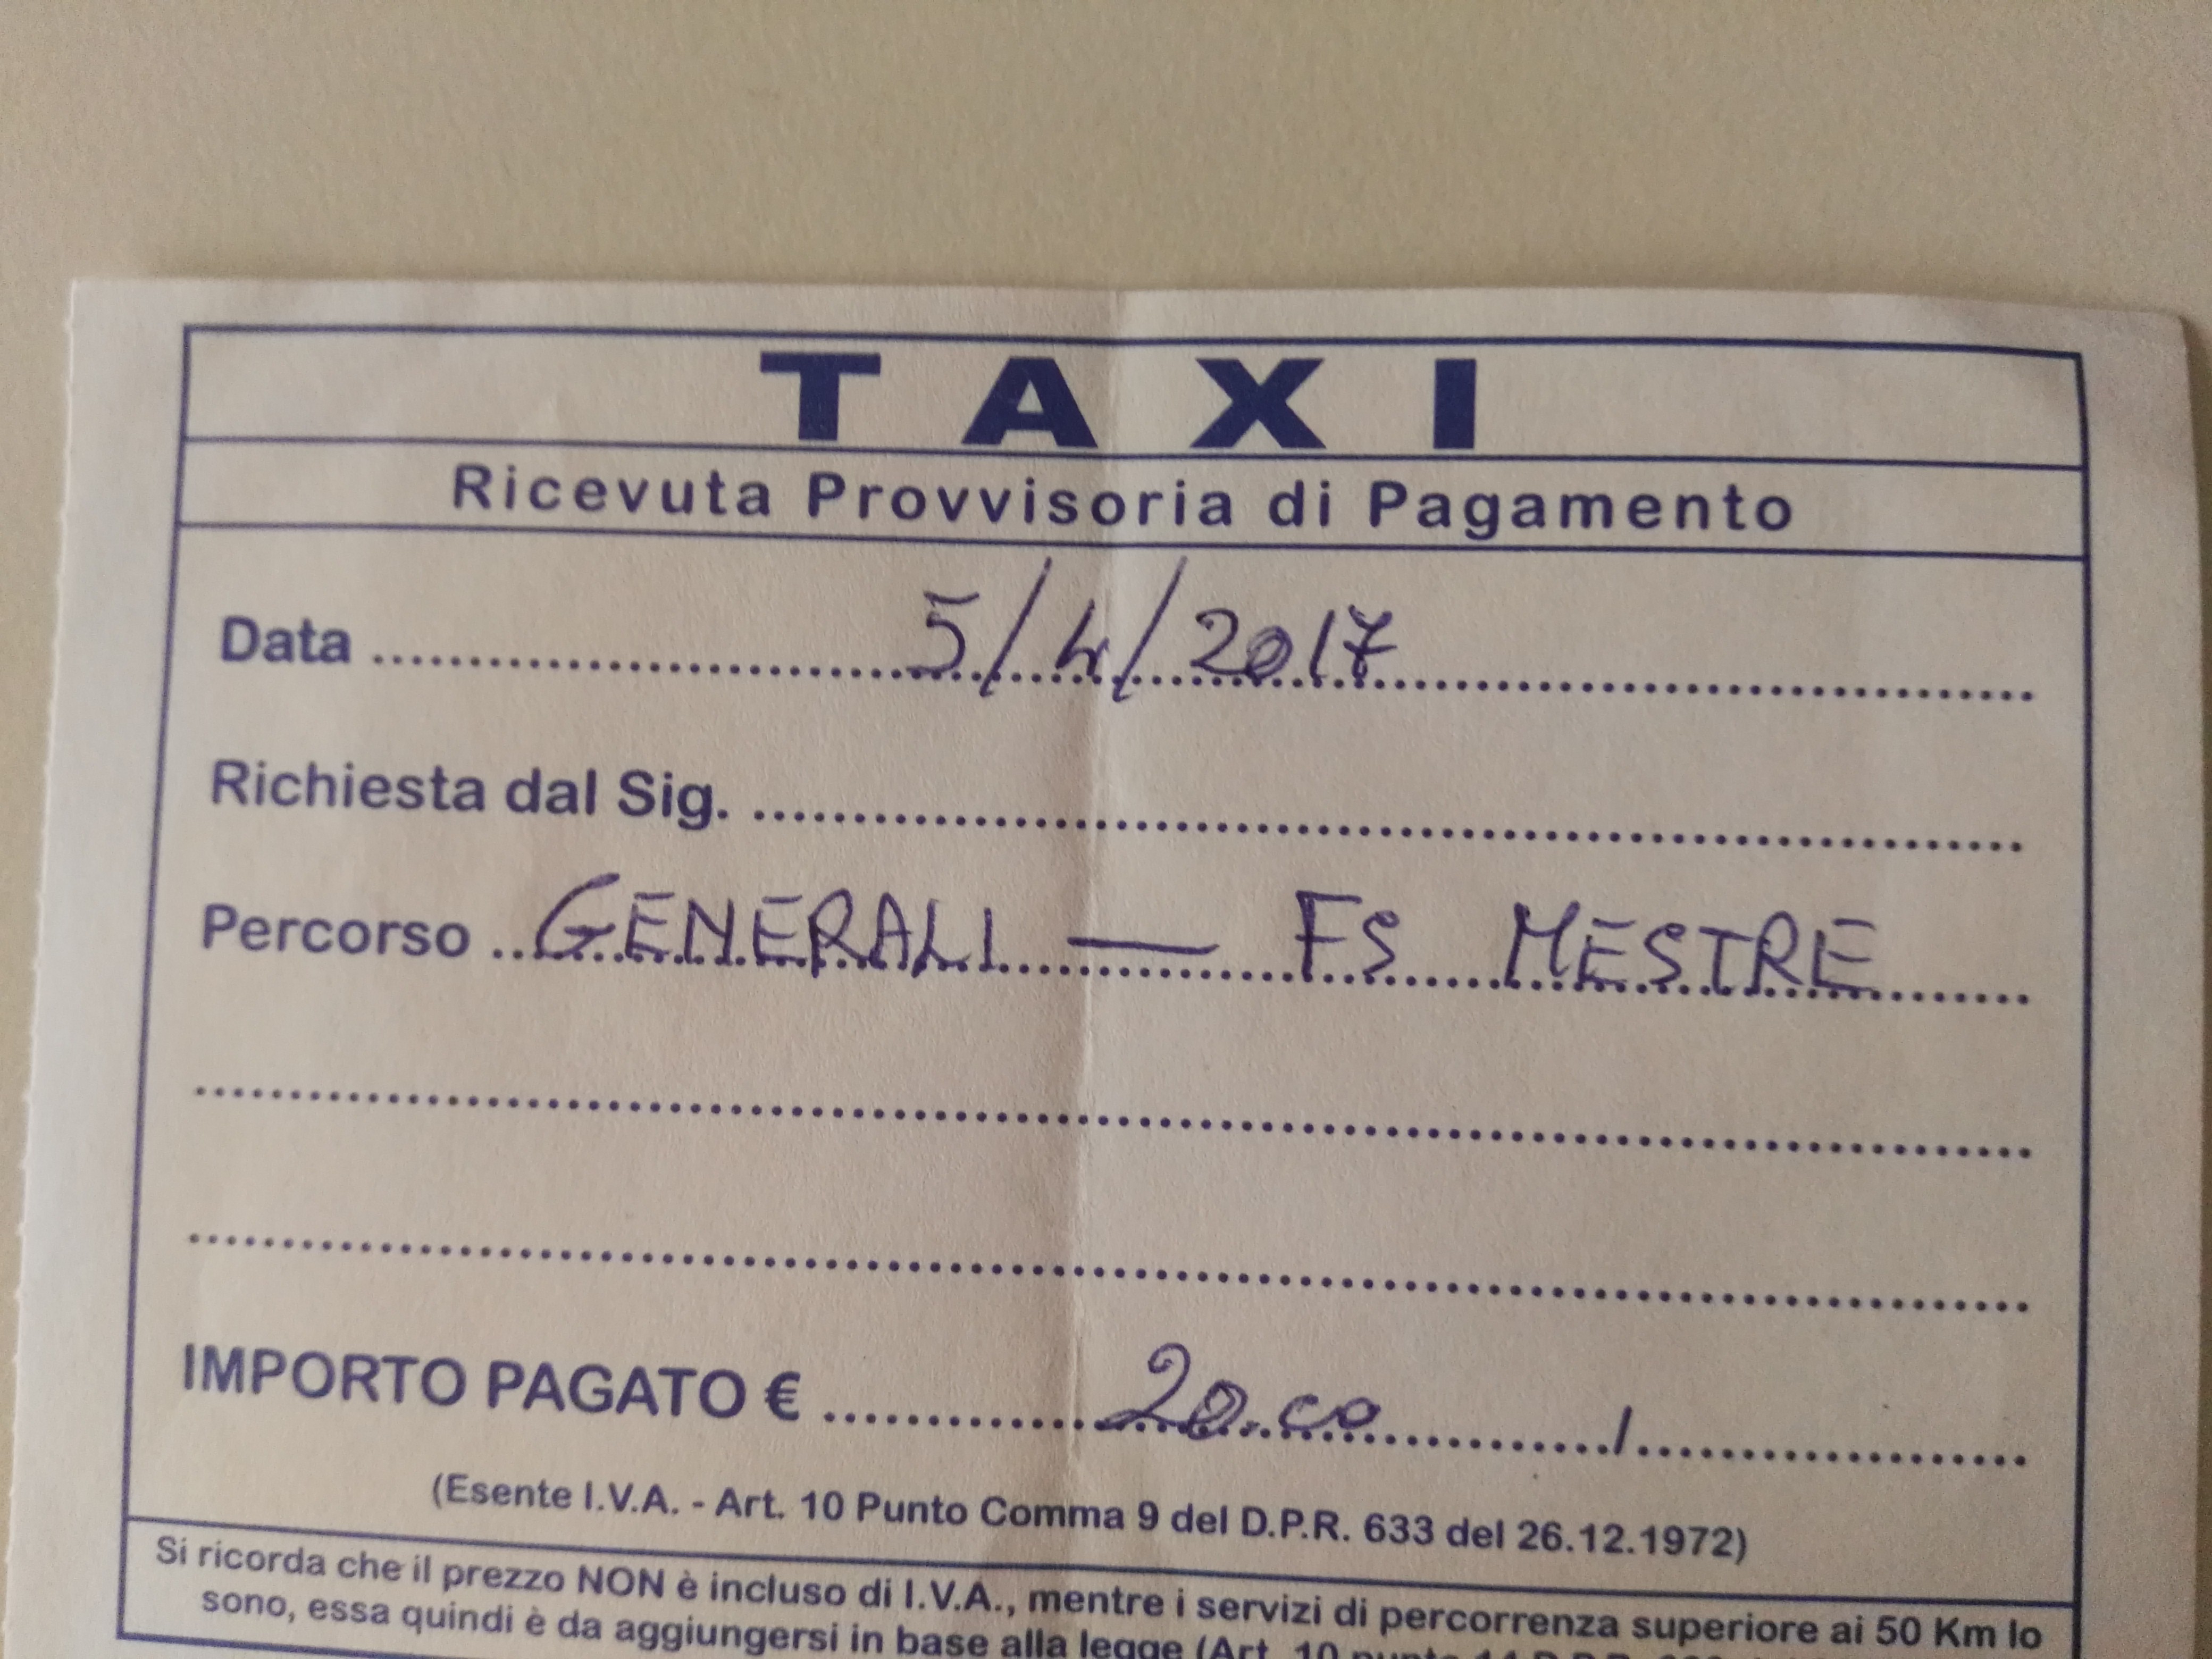 TAXI
Ricevuta Provvisoria di Pagamento
Data 5/4/2017
Richiesta dal Sig.
Percorso GENERALI — FS MESTRE
IMPORTO PAGATO € 20.00 /
(Esente I.V.A. - Art. 10 Punto Comma 9 del D.P.R. 633 del 26.12.1972)
Si ricorda che il prezzo NON è incluso di I.V.A., mentre i servizi di percorrenza superiore ai 50 Km lo
sono, essa quindi è da aggiungersi in base alla legge (Art. 10 punto 14 D.P.R. 633